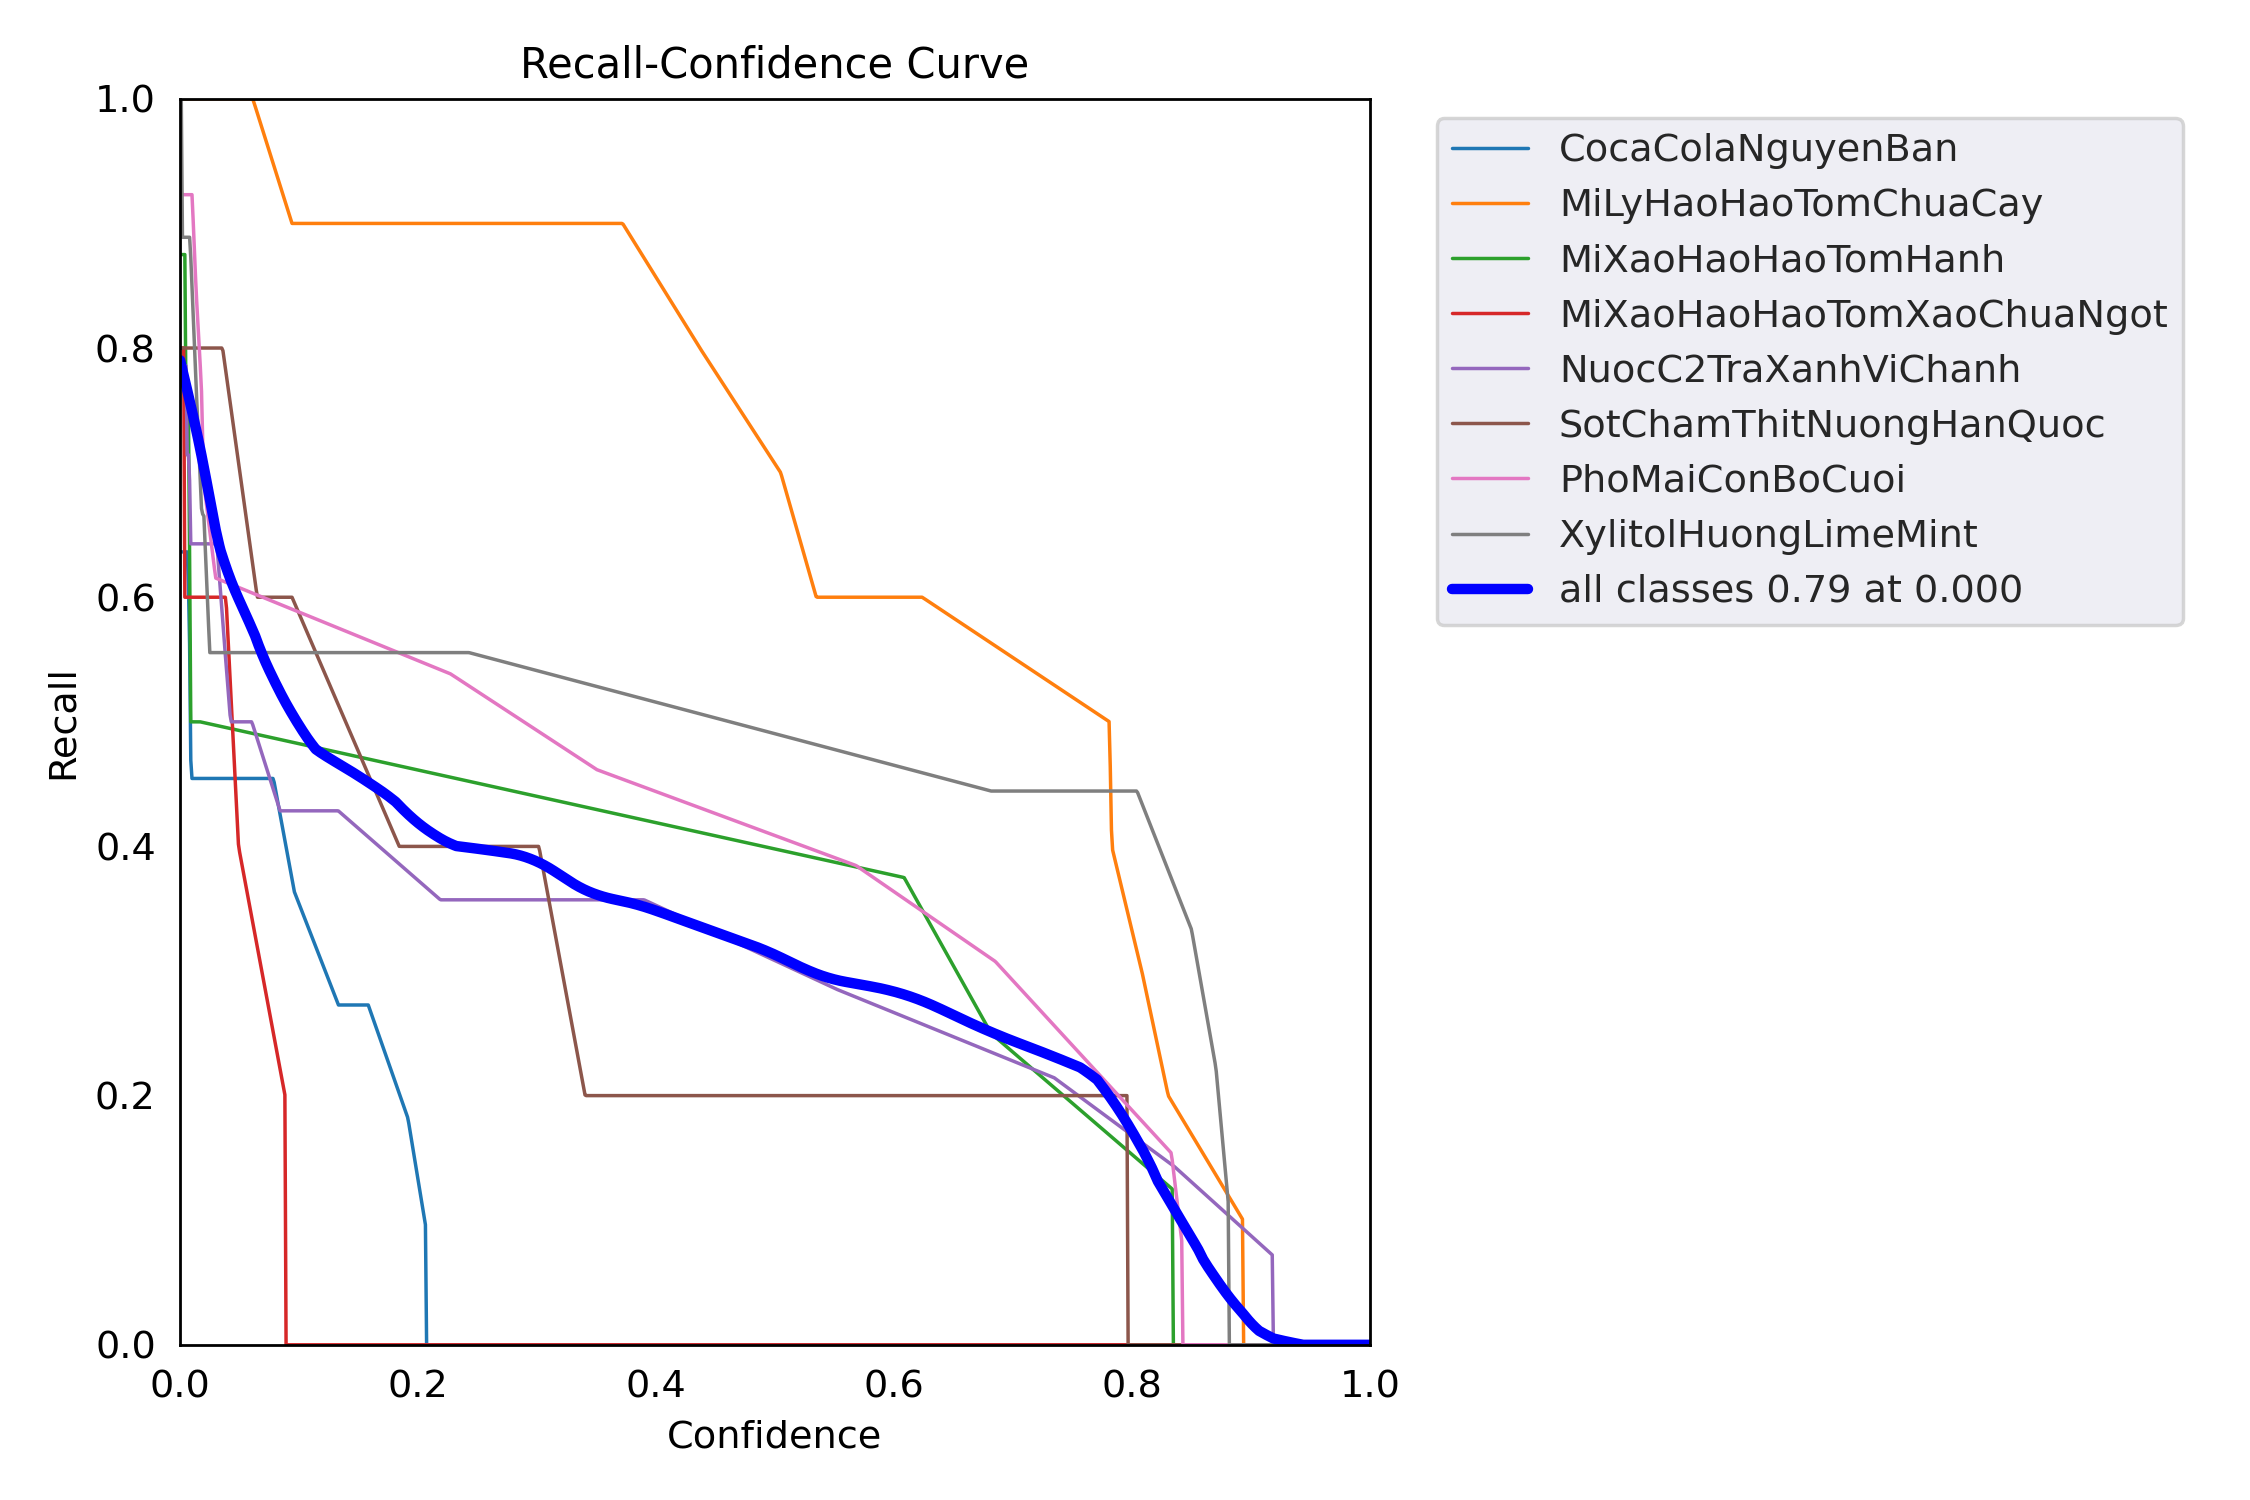 Recall-Confidence Curve
1.0
0.8
0.6
0.4
0.2
0.0
Recall
0.0 0.2 0.4 0.6 0.8 1.0
Confidence
CocaColaNguyenBan
MiLyHaoHaoTomChuaCay
MiXaoHaoHaoTomHanh
MiXaoHaoHaoTomXaoChuaNgot
NuocC2TraXanhViChanh
SotChamThitNuongHanQuoc
PhoMaiConBoCuoi
XylitolHuongLimeMint
all classes 0.79 at 0.000